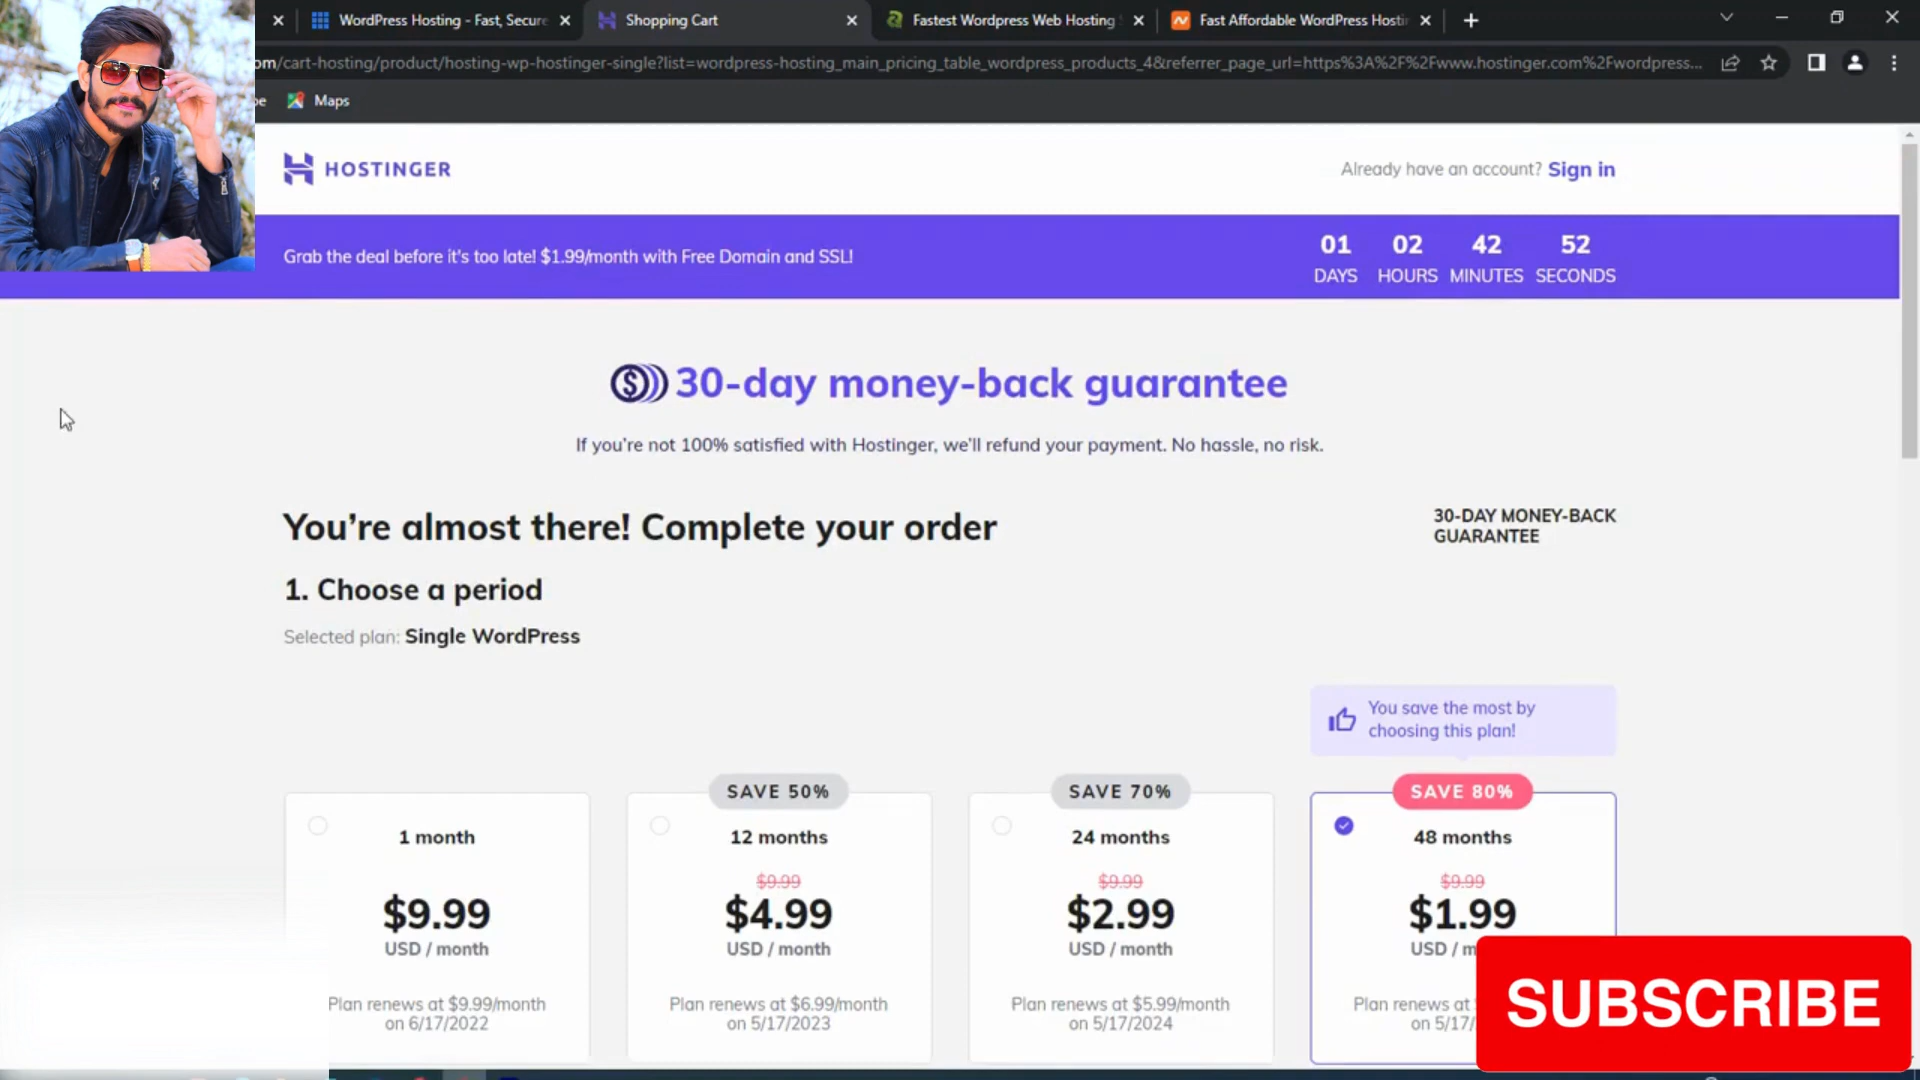 WordPress Hosting - Fast, Secure
Shopping Cart
Fastest Wordpress Web Hosting
Fast Affordable WordPress Hosti
om/cart-hosting/product/hosting-wp-hostinger-single?list=wordpress-hosting_main_pricing_table_wordpress_products_4&referrer_page_url=https%3A%2F%2Fwww.hostinger.com%2Fwordpress...
be Maps
HOSTINGER
Already have an account? Sign in
Grab the deal before it's too late! $1.99/month with Free Domain and SSL!
01 02 42 52
DAYS HOURS MINUTES SECONDS
30-day money-back guarantee
If you're not 100% satisfied with Hostinger, we'll refund your payment. No hassle, no risk.
You're almost there! Complete your order
30-DAY MONEY-BACK
GUARANTEE
1. Choose a period
Selected plan: Single WordPress
You save the most by
choosing this plan!
1 month
$9.99
USD / month
Plan renews at $9.99/month
on 6/17/2022
SAVE 50%
12 months
$9.99
$4.99
USD / month
Plan renews at $6.99/month
on 5/17/2023
SAVE 70%
24 months
$9.99
$2.99
USD / month
Plan renews at $5.99/month
on 5/17/2024
SAVE 80%
48 months
$9.99
$1.99
USD / m
Plan renews at
on 5/17/
SUBSCRIBE